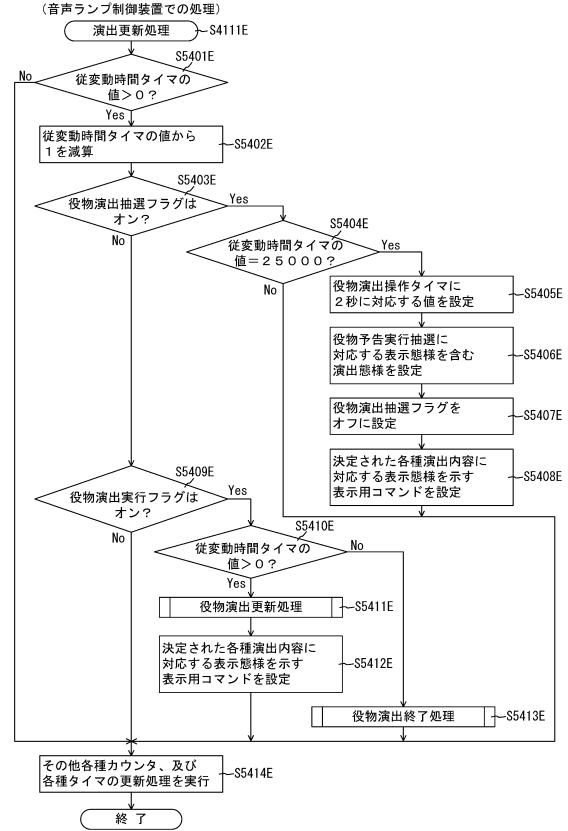 （音声ランプ制御装置での処理）
演出更新処理
S4111E
S5401E
従変動時間タイマの
値＞０？
No
Yes
従変動時間タイマの値から
１を減算
S5402E
S5403E
役物演出抽選フラグは
オン？
Yes
No
S5404E
従変動時間タイマの
値＝２５０００？
Yes
No
役物演出操作タイマに
２秒に対応する値を設定
S5405E
役物予告実行抽選に
対応する表示態様を含む
演出態様を設定
S5406E
役物演出抽選フラグを
オフに設定
S5407E
決定された各種演出内容に
対応する表示態様を示す
表示用コマンドを設定
S5408E
S5409E
役物演出実行フラグは
オン？
Yes
No
S5410E
従変動時間タイマの
値＞０？
No
Yes
役物演出更新処理
S5411E
決定された各種演出内容に
対応する表示態様を示す
表示用コマンドを設定
S5412E
役物演出終了処理
S5413E
その他各種カウンタ、及び
各種タイマの更新処理を実行
S5414E
終 了